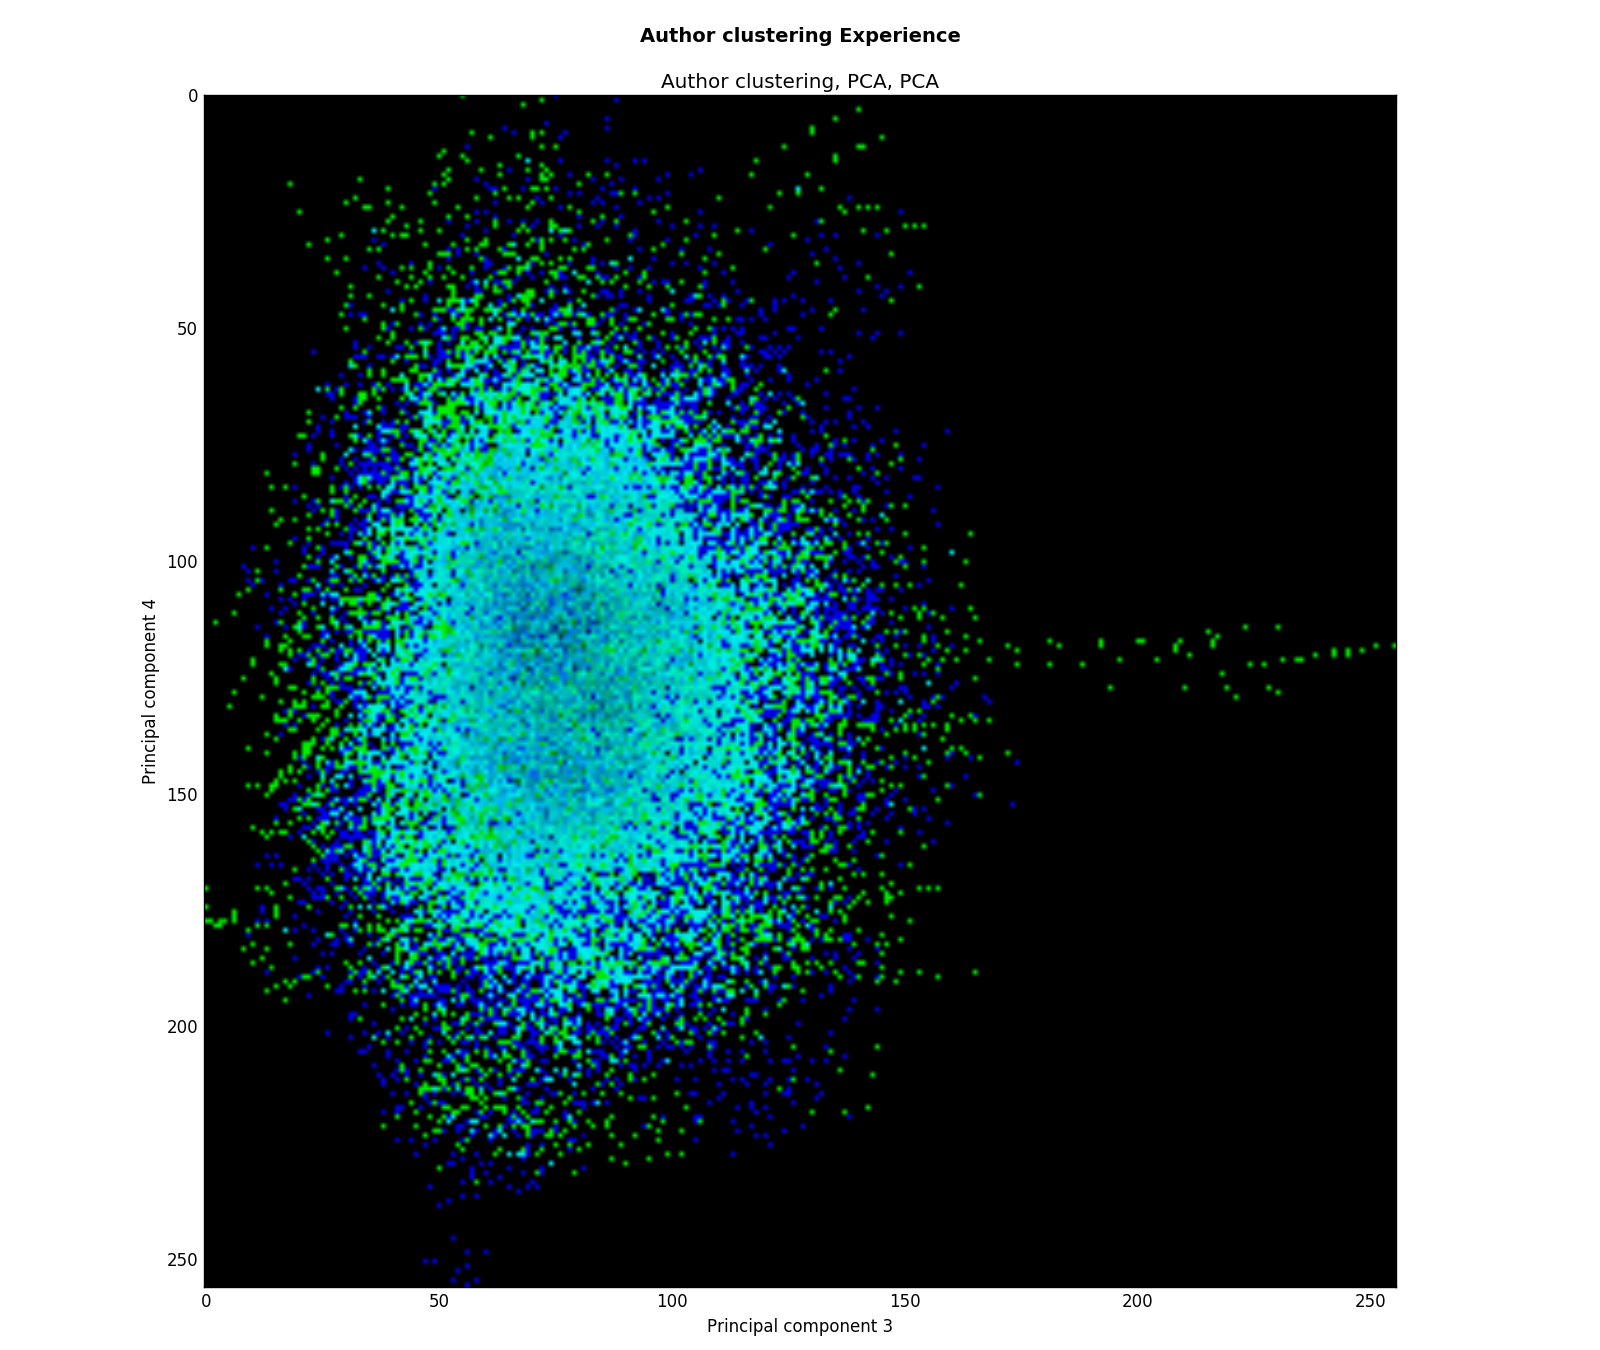 Author clustering Experience
Author clustering, PCA, PCA
0
50
100
150
200
250
Principal component 4
0 50 100 150 200 250
Principal component 3